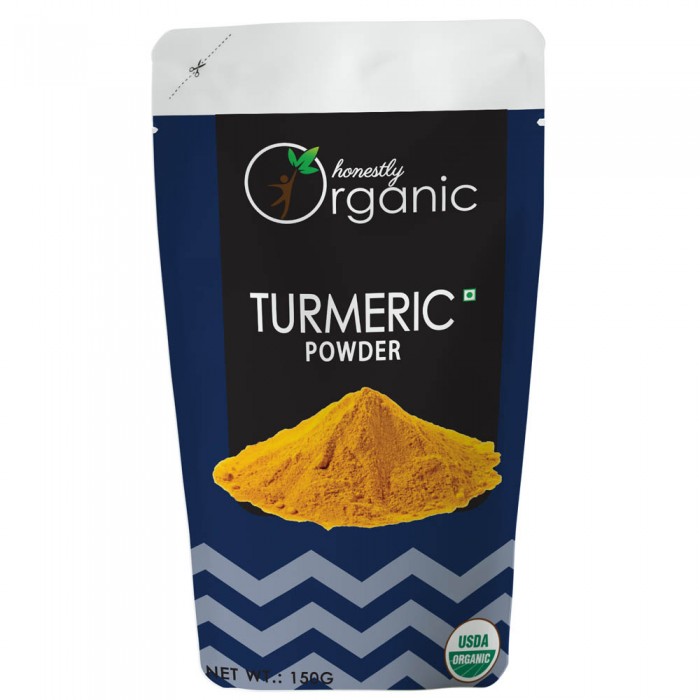 honestly
Organic
TURMERIC
POWDER
USDA
ORGANIC
NET WT.: 150G